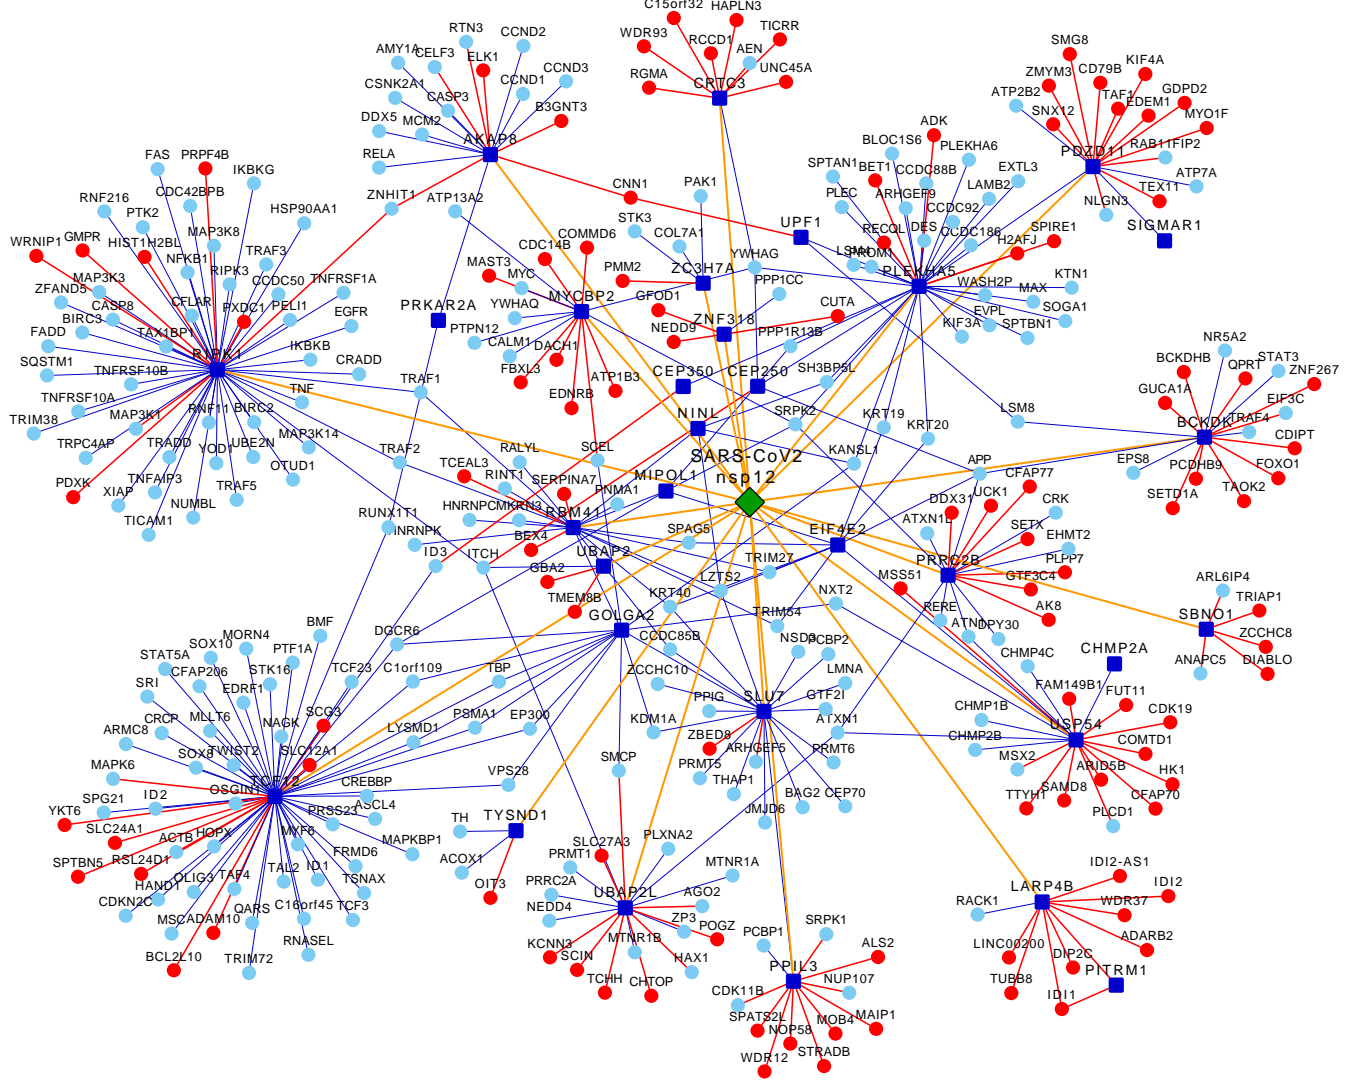 C15orf32
HAPLN3
WDR93
RCCD1
TICRR
AEN
RGMA
UNC45A
CRTC3
RTN3
CCND2
AMY1A
CELF3
ELK1
CCND3
CSNK2A1
CCND1
CASP3
B3GNT3
DDX5
MCM2
AKAP8
RELA
ZNHIT1
ATP13A2
CNN1
PAK1
SMG8
KIF4A
ZMYM3
CD79B
GDPD2
ATP2B2
TAF1
EDEM1
MYO1F
SNX12
PDZD11
RAB11FIP2
ATP7A
TEX11
NLGN3
SIGMAR1
ADK
BLOC1S6
PLEKHA6
SPTAN1
BET1
CCDC88B
EXTL3
PLEC
ARHGEF9
LAMB2
CCDC92
RECQL
DES
CCDC186
SPIRE1
H2AFJ
LSM4
PROM1
PLEKHA5
WASH2P
MAX
KTN1
EVPL
SOGA1
KIF3A
SPTBN1
UPF1
STK3
COL7A1
YWHAG
ZC3H7A
PMM2
PPP1CC
GFOD1
CUTA
NEDD9
ZNF318
PPP1R13B
COMMD6
CDC14B
MAST3
MYC
MYCBP2
YWHAQ
PTPN12
CALM1
DACH1
FBXL3
ATP1B3
EDNRB
PRKAR2A
FAS
PRPF4B
IKBKG
RNF216
CDC42BPB
HSP90AA1
PTK2
WRNIP1
GMPR
HIST1H2BL
MAP3K8
TRAF3
MAP3K3
NFKB1
RIPK3
CCDC50
TNFRSF1A
ZFAND5
CASP8
CFLAR
PXDC1
PELI1
BIRC3
EGFR
FADD
TAX1BP1
RIPK1
IKBKB
SQSTM1
CRADD
TNFRSF10B
TNF
TNFRSF10A
RNF11
BIRC2
MAP3K1
TRIM38
TRADD
YOD1
UBE2N
MAP3K14
TRPC4AP
OTUD1
PDXK
TNFAIP3
TRAF5
XIAP
NUMBL
TICAM1
TRAF1
TRAF2
RUNX1T1
CEP350
CEP250
SH3BP5L
NINL
SRPK2
KRT19
KRT20
KANSL1
LSM8
APP
RALYL
SCEL
TCEAL3
RINT1
SERPINA7
MIPOL1
PNMA1
HNRNPC
MKRN3
RBM41
HNRNPK
BEX4
SPAG5
ID3
ITCH
UBAP2
GBA2
TMEM8B
SARS-CoV2
nsp12
EIF4E2
TRIM27
LZTS2
KRT40
TRIM54
NXT2
GOLGA2
DGCR6
CCDC85B
NR5A2
BCKDHB
QPRT
STAT3
ZNF267
GUCA1A
EIF3C
BCKDK
TRAF4
CDIPT
EPS8
PCDHB9
FOXO1
SETD1A
TAOK2
CFAP77
DDX31
UCK1
CRK
ATXN1L
SETX
EHMT2
PRRC2B
PLPP7
GTF3C4
MSS51
AK8
RERE
ATN1
DPY30
ARL6IP4
TRIAP1
SBNO1
ZCCHC8
ANAPC5
DIABLO
CHMP4C
CHMP2A
FAM149B1
FUT11
CHMP1B
CDK19
USP54
CHMP2B
COMTD1
MSX2
ARID5B
HK1
TTYH1
SAMD8
CFAP70
PLCD1
BMF
MORN4
SOX10
PTF1A
STAT5A
CFAP206
STK16
TCF23
C1orf109
TBP
SRI
EDRF1
CRCP
MLLT6
NAGK
SCG3
LYSMD1
PSMA1
EP300
ARMC8
SOX8
TWIST2
SLC12A1
MAPK6
TCF12
CREBBP
VPS28
OSGIN1
YKT6
SPG21
ID2
PRSS23
ASCL4
SLC24A1
ACTB
HOPX
MYF6
MAPKBP1
SPTBN5
RSL24D1
FRMD6
HAND1
OLIG3
TAF4
TAL2
ID1
TSNAX
CDKN2C
MSC
ADAM10
QARS
C16orf45
TCF3
BCL2L10
RNASEL
TRIM72
NSD3
PCBP2
ZCCHC10
LMNA
PPIG
SLU7
GTF2I
KDM1A
ATXN1
ZBED8
ARHGEF5
PRMT6
PRMT5
THAP1
BAG2
CEP70
JMJD6
SMCP
TYSND1
TH
ACOX1
OIT3
SLC27A3
PLXNA2
PRMT1
MTNR1A
PRRC2A
UBAP2L
AGO2
NEDD4
ZP3
POGZ
KCNN3
MTNR1B
SCIN
HAX1
TCHH
CHTOP
SRPK1
PCBP1
ALS2
PPIL3
NUP107
CDK11B
SPATS2L
MOB4
MAIP1
NOP58
WDR12
STRADB
IDI2-AS1
LARP4B
IDI2
RACK1
WDR37
ADARB2
LINC00200
DIP2C
TUBB8
PITRM1
IDI1